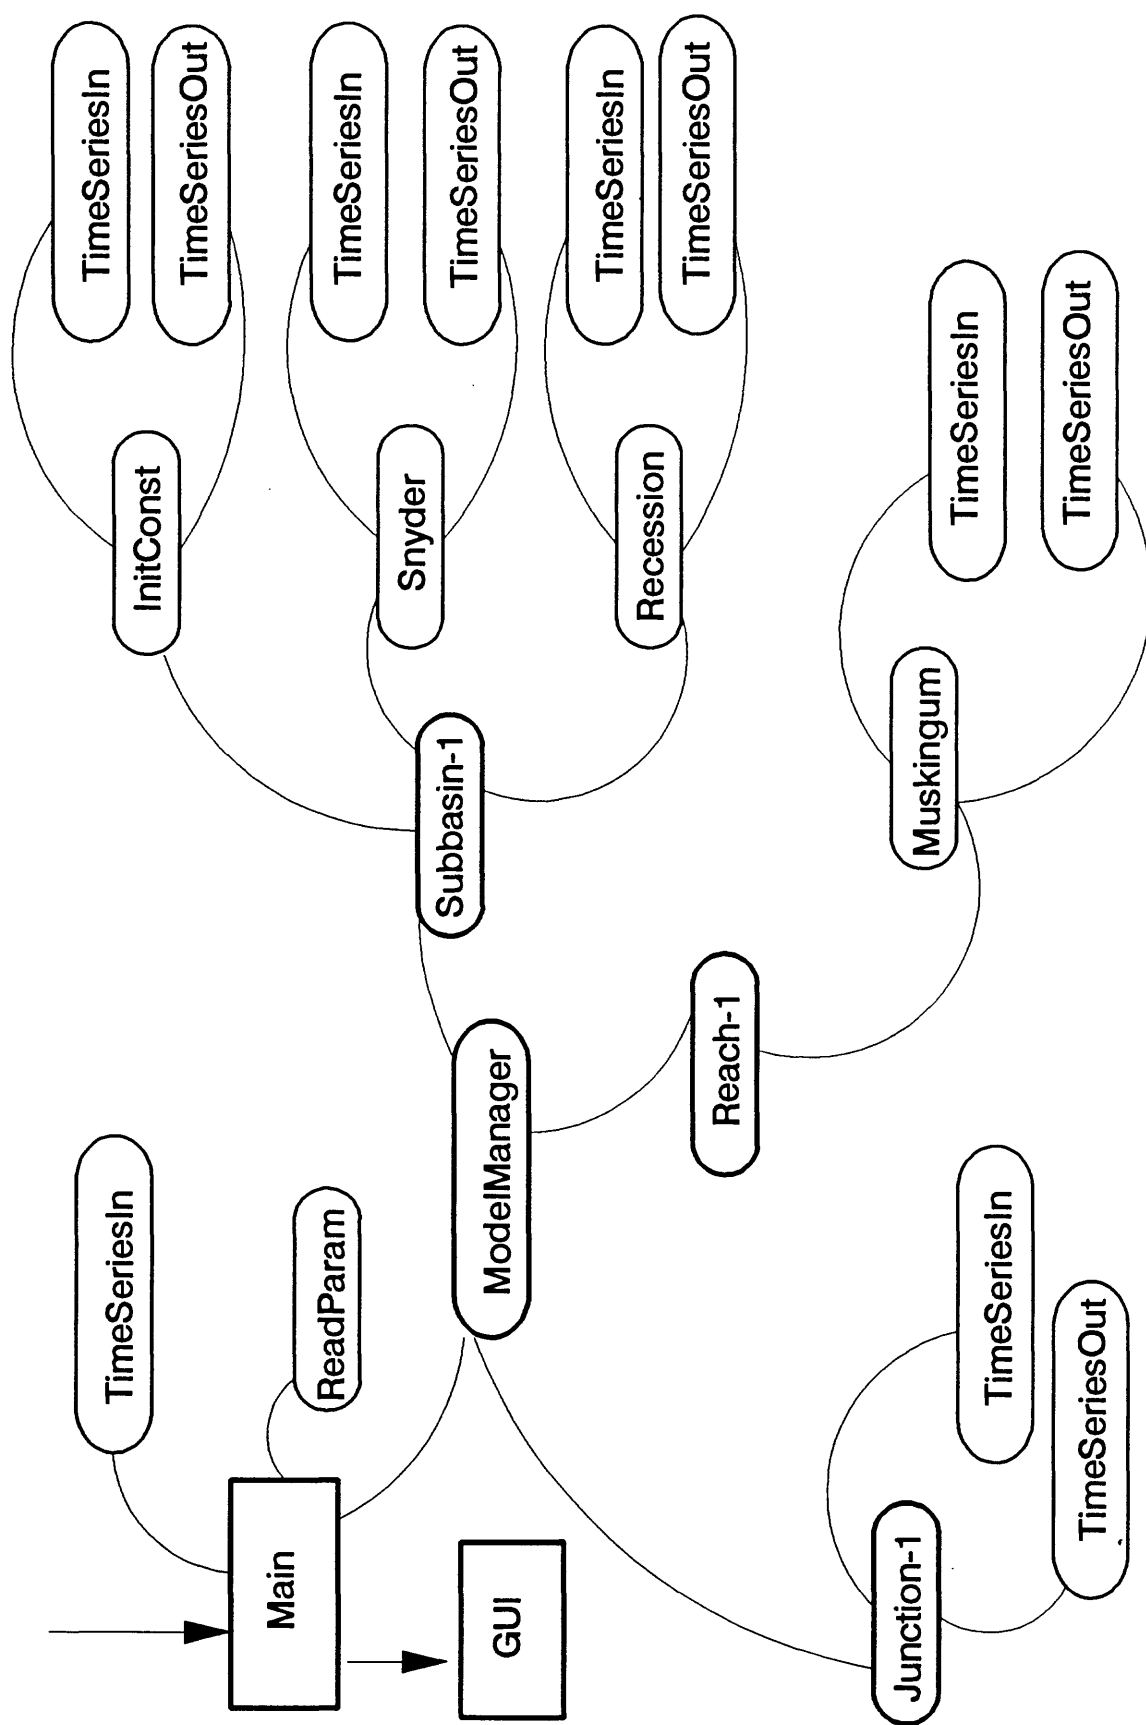 Main
GUI
TimeSeriesIn
ReadParam
ModelManager
Subbasin-1
InitConst
TimeSeriesIn
TimeSeriesOut
Snyder
TimeSeriesIn
TimeSeriesOut
Recession
TimeSeriesIn
TimeSeriesOut
Reach-1
Muskingum
TimeSeriesIn
TimeSeriesOut
Junction-1
TimeSeriesIn
TimeSeriesOut